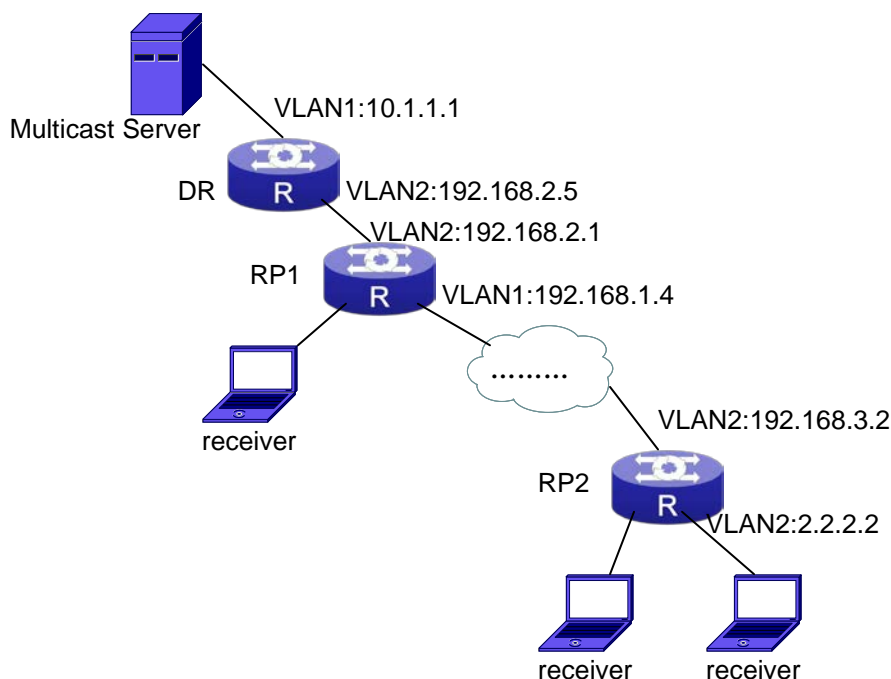 VLAN1:10.1.1.1
Multicast Server
DR
R
VLAN2:192.168.2.5
VLAN2:192.168.2.1
RP1
R
VLAN1:192.168.1.4
.........
receiver
VLAN2:192.168.3.2
RP2
R
VLAN2:2.2.2.2
receiver
receiver